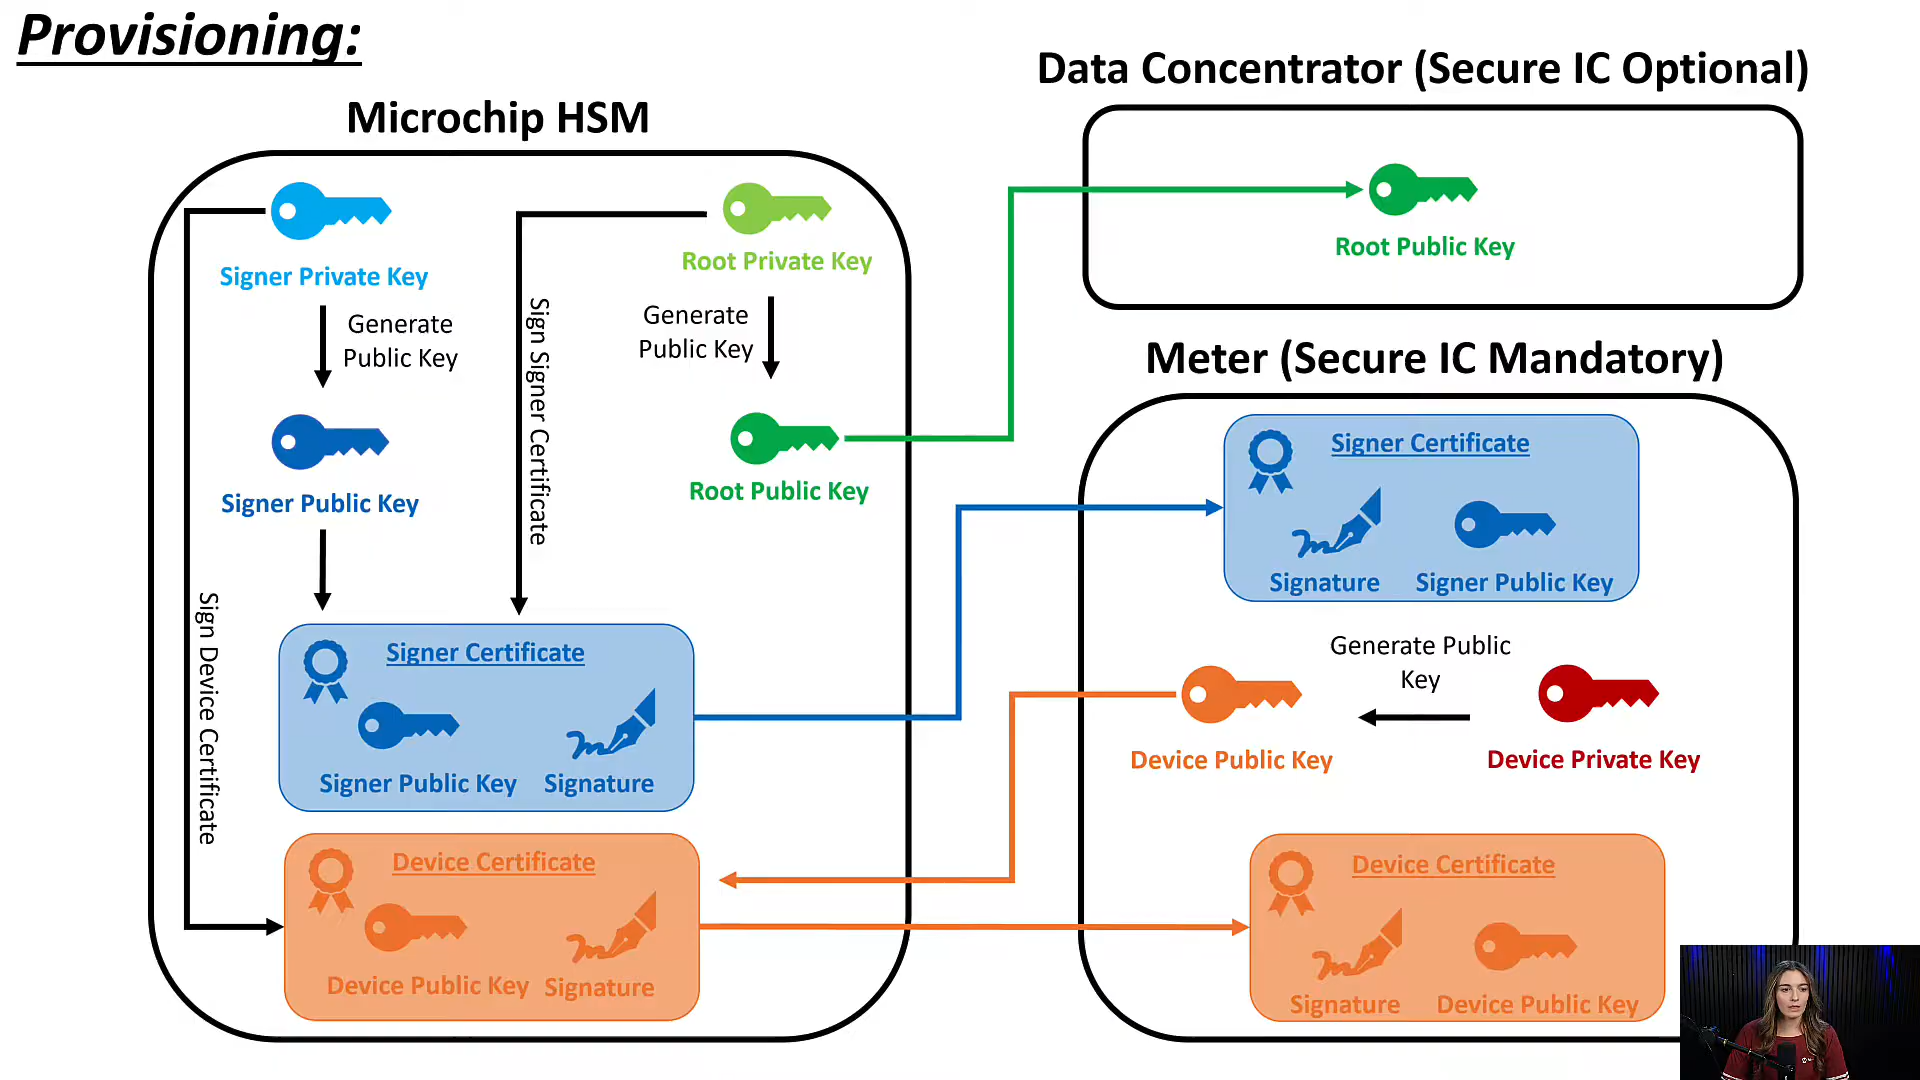 Provisioning:
Microchip HSM
Signer Private Key
Root Private Key
Generate
Public Key
Generate
Public Key
Sign Signer Certificate
Signer Public Key
Root Public Key
Sign Device Certificate
Signer Certificate
Signer Public Key
Signature
Device Certificate
Device Public Key
Signature
Data Concentrator (Secure IC Optional)
Root Public Key
Meter (Secure IC Mandatory)
Signer Certificate
Signature
Signer Public Key
Generate Public
Key
Device Public Key
Device Private Key
Device Certificate
Signature
Device Public Key